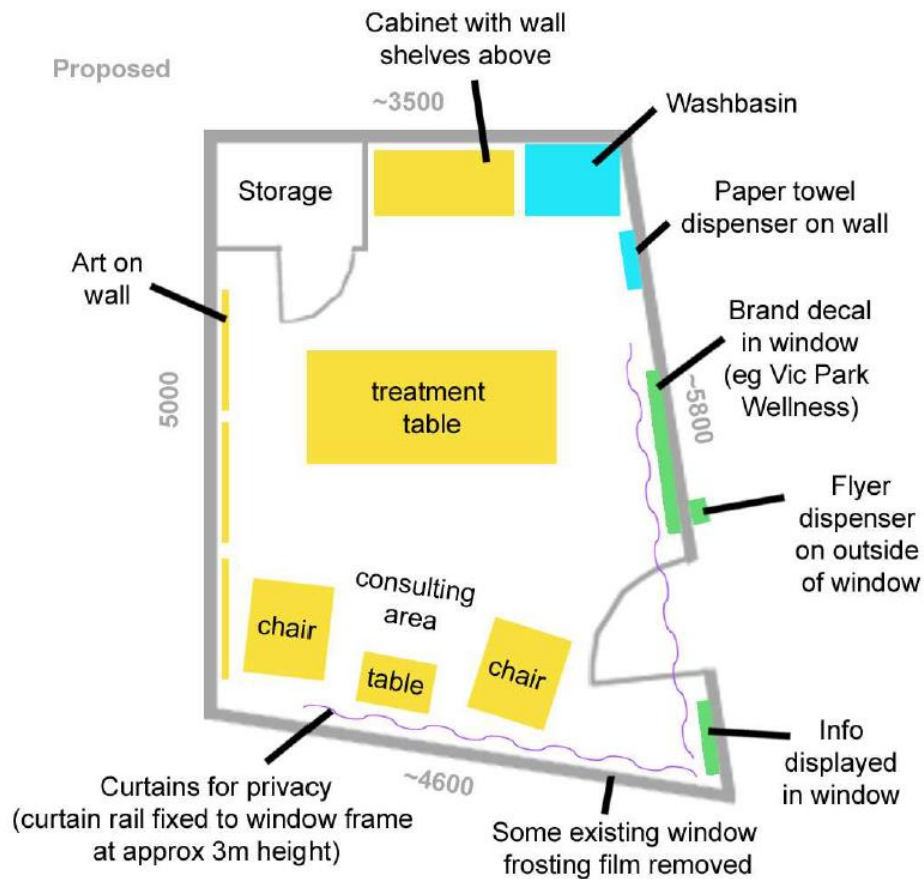 Proposed
Cabinet with wall
shelves above
~3500
Washbasin
Storage
Paper towel
dispenser on wall
Art on
wall
Brand decal
in window
(eg Vic Park
Wellness)
5000
treatment
table
~5800
Flyer
dispenser
on outside
of window
consulting
area
chair
table
chair
Info
displayed
in window
~4600
Curtains for privacy
(curtain rail fixed to window frame
at approx 3m height)
Some existing window
frosting film removed